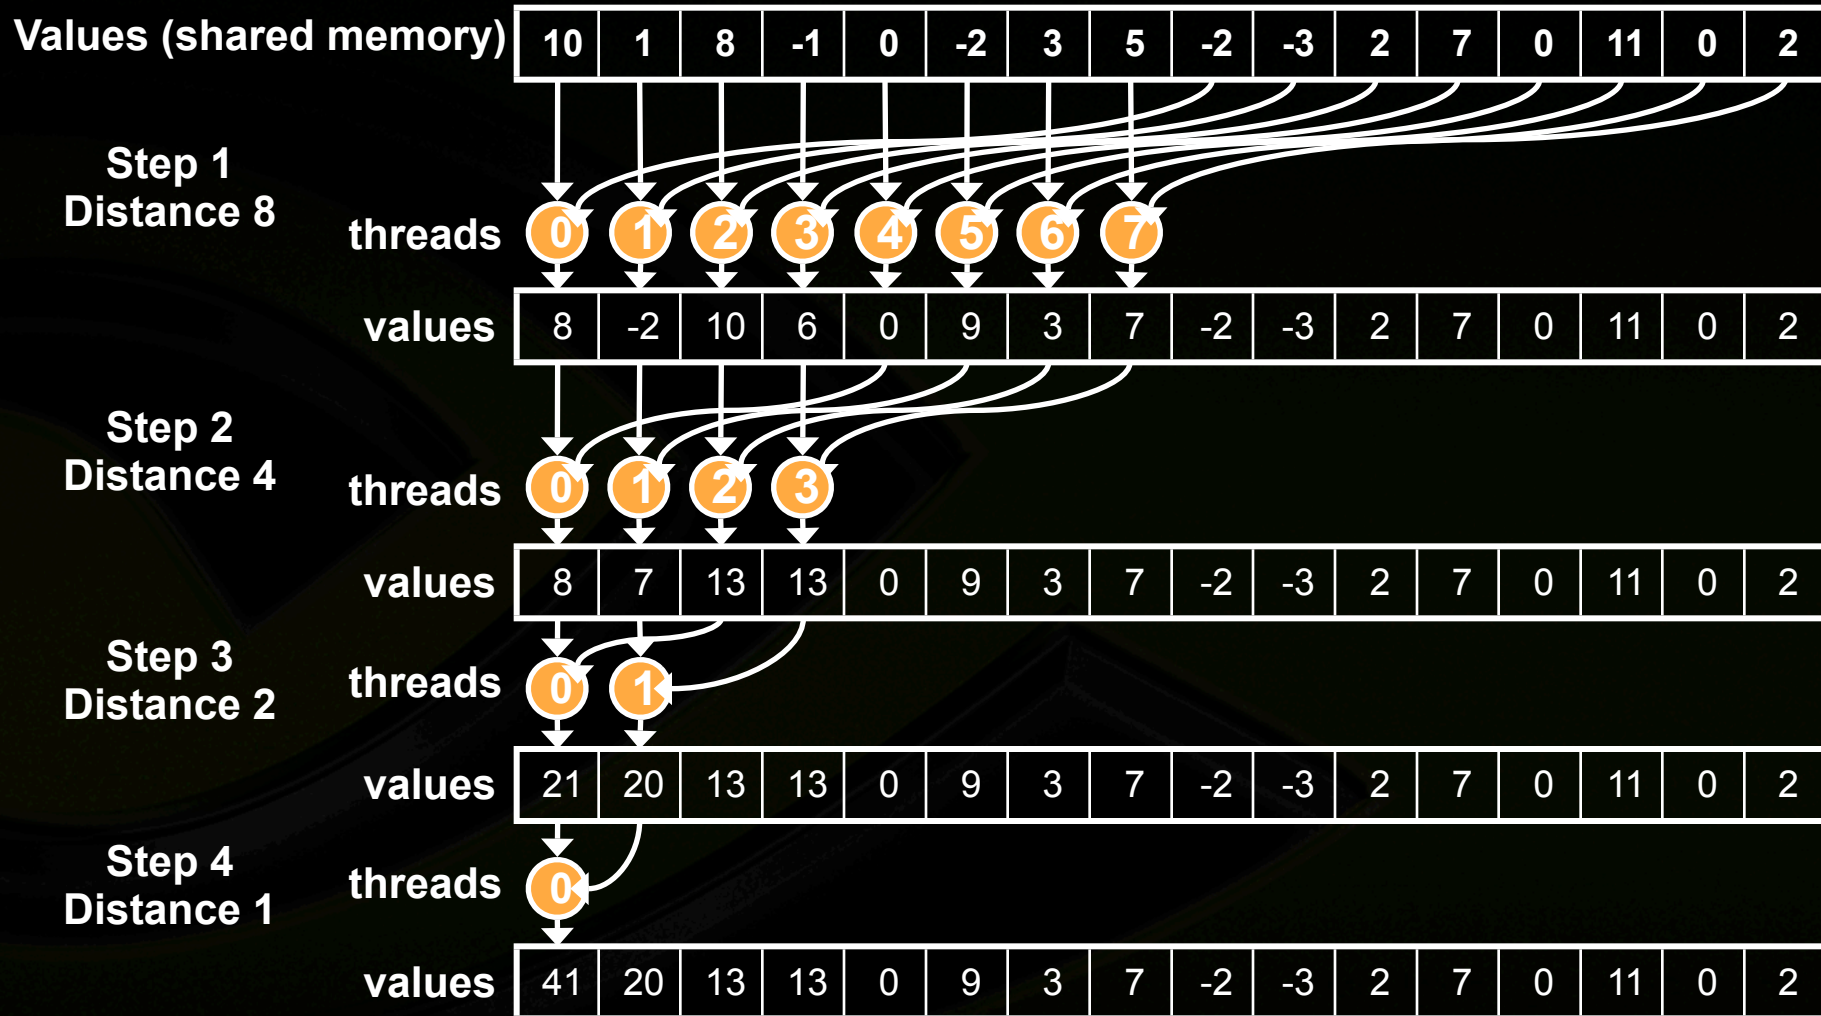 Values (shared memory) 10 1 8 -1 0 -2 3 5 -2 -3 2 7 0 11 0 2
Step 1
Distance 8
threads 0 1 2 3 4 5 6 7
values 8 -2 10 6 0 9 3 7 -2 -3 2 7 0 11 0 2
Step 2
Distance 4
threads 0 1 2 3
values 8 7 13 13 0 9 3 7 -2 -3 2 7 0 11 0 2
Step 3
Distance 2
threads 0 1
values 21 20 13 13 0 9 3 7 -2 -3 2 7 0 11 0 2
Step 4
Distance 1
threads 0
values 41 20 13 13 0 9 3 7 -2 -3 2 7 0 11 0 2